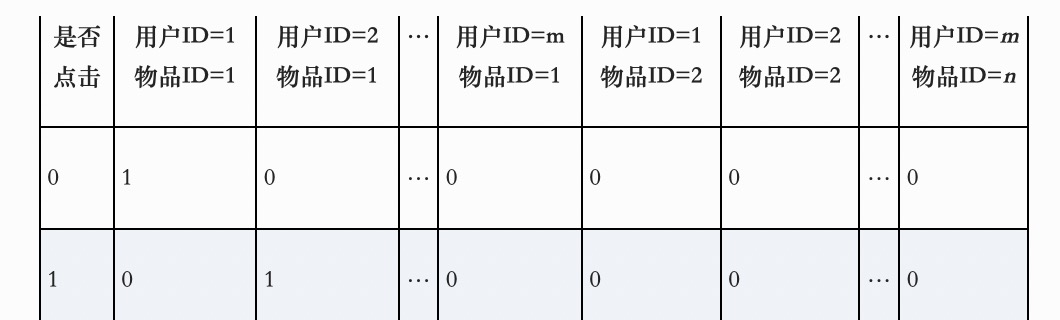 是否 用户ID=1 用户ID=2 ··· 用户ID=m 用户ID=1 用户ID=2 ··· 用户ID=m
点击 物品ID=1 物品ID=1 物品ID=1 物品ID=2 物品ID=2 物品ID=n
0 1 0 ··· 0 0 0 ··· 0
1 0 1 ··· 0 0 0 ··· 0